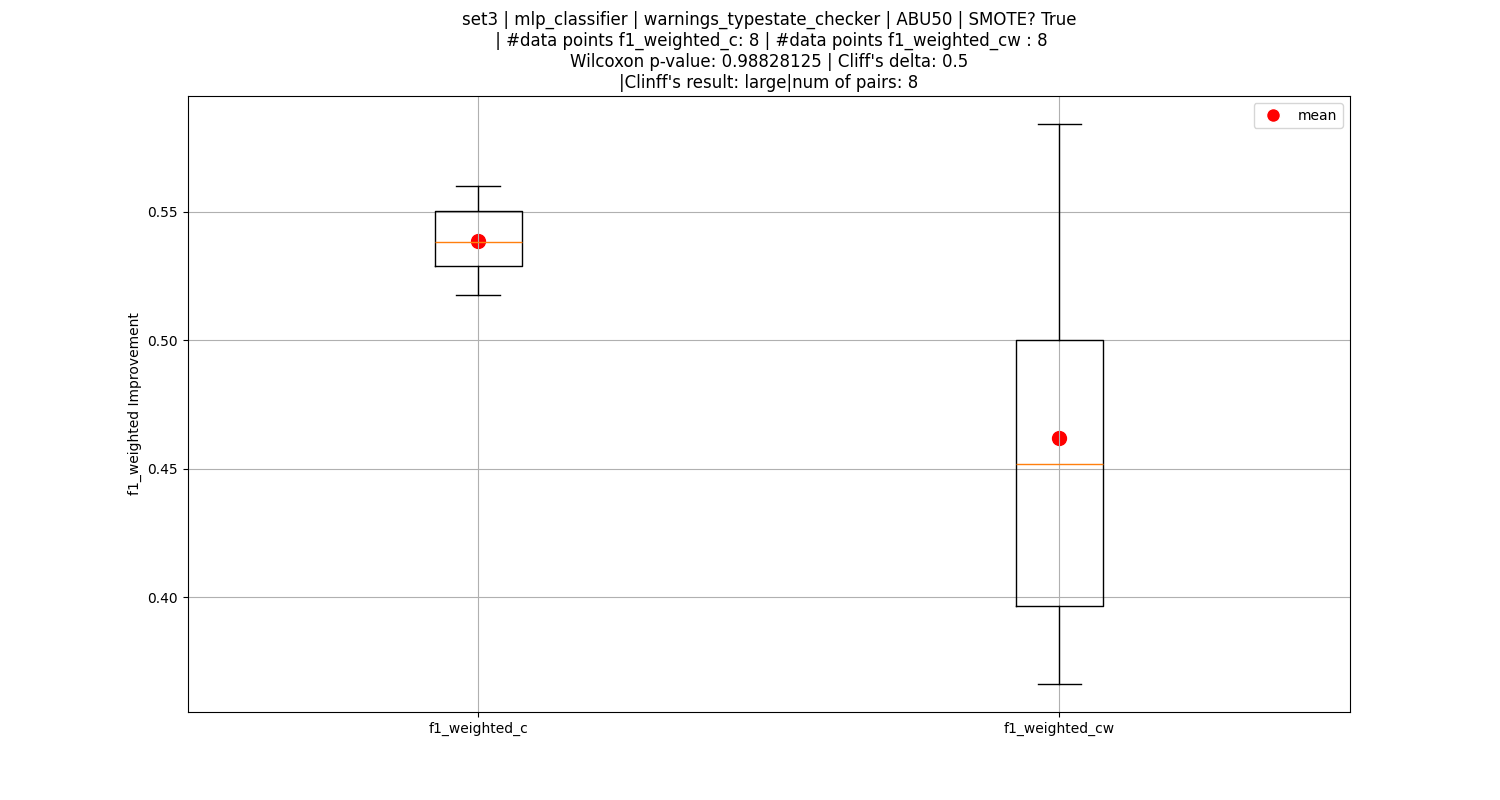 set3 | mlp_classifier | warnings_typestate_checker | ABU50 | SMOTE? True
| #data points f1_weighted_c: 8 | #data points f1_weighted_cw : 8
Wilcoxon p-value: 0.98828125 | Cliff's delta: 0.5
|Clinff's result: large|num of pairs: 8
mean
f1_weighted Improvement
0.55
0.50
0.45
0.40
f1_weighted_c
f1_weighted_cw